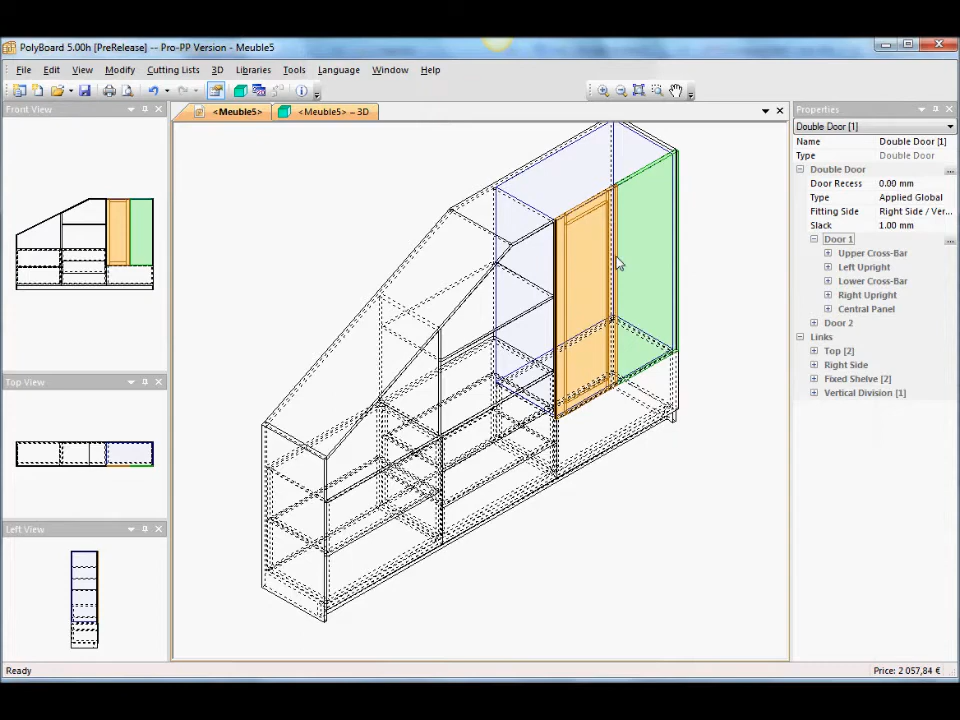 PolyBoard 5.00h [PreRelease] -- Pro-PP Version - Meuble5
File Edit View Modify Cutting Lists 3D Libraries Tools Language Window Help
Front View
<Meuble5>
<Meuble5> – 3D
Properties
Double Door [1]
Name Double Door [1]
Type Double Door
Double Door ...
Door Recess 0.00 mm
Type Applied Global
Fitting Side Right Side / Ver...
Slack 1.00 mm
Door 1 ...
Upper Cross-Bar
Left Upright
Lower Cross-Bar
Right Upright
Central Panel
Door 2
Links
Top [2]
Right Side
Fixed Shelve [2]
Vertical Division [1]
Top View
Left View
Ready
Price: 2 057,84 €